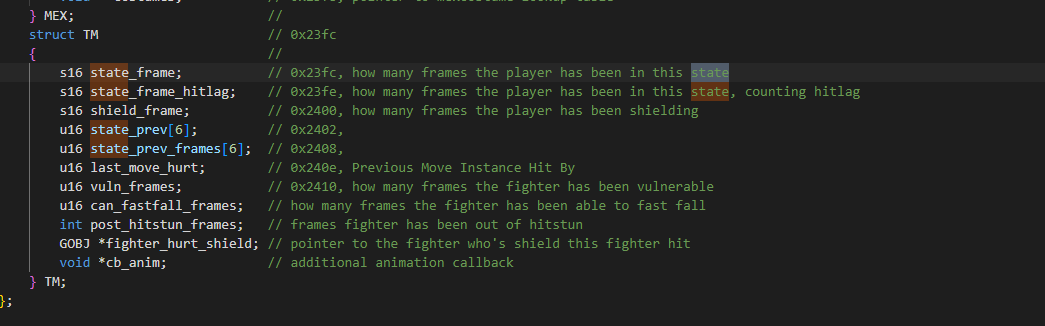 } MEX; //
struct TM // 0x23fc
{ //
s16 state_frame; // 0x23fc, how many frames the player has been in this state
s16 state_frame_hitlag; // 0x23fe, how many frames the player has been in this state, counting hitlag
s16 shield_frame; // 0x2400, how many frames the player has been shielding
u16 state_prev[6]; // 0x2402,
u16 state_prev_frames[6]; // 0x2408,
u16 last_move_hurt; // 0x240e, Previous Move Instance Hit By
u16 vuln_frames; // 0x2410, how many frames the fighter has been vulnerable
u16 can_fastfall_frames; // how many frames the fighter has been able to fast fall
int post_hitstun_frames; // frames fighter has been out of hitstun
GOBJ *fighter_hurt_shield; // pointer to the fighter who's shield this fighter hit
void *cb_anim; // additional animation callback
} TM;
};